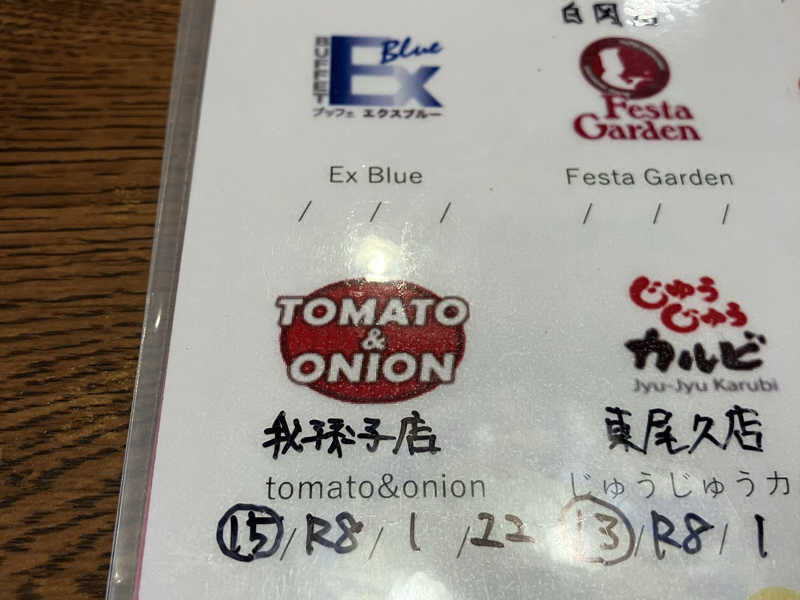 白岡店
BUFFET
Blue
Ex
ブッフェ エクスブルー
Festa
Garden
Ex Blue
Festa Garden
/ / /
/ / /
TOMATO
&
ONION
じゅう
じゅう
カルビ
Jyu-Jyu Karubi
我孫子店
東尾久店
tomato&onion
じゅうじゅうカ
⑮/R8/1/22
⑬/R8/1